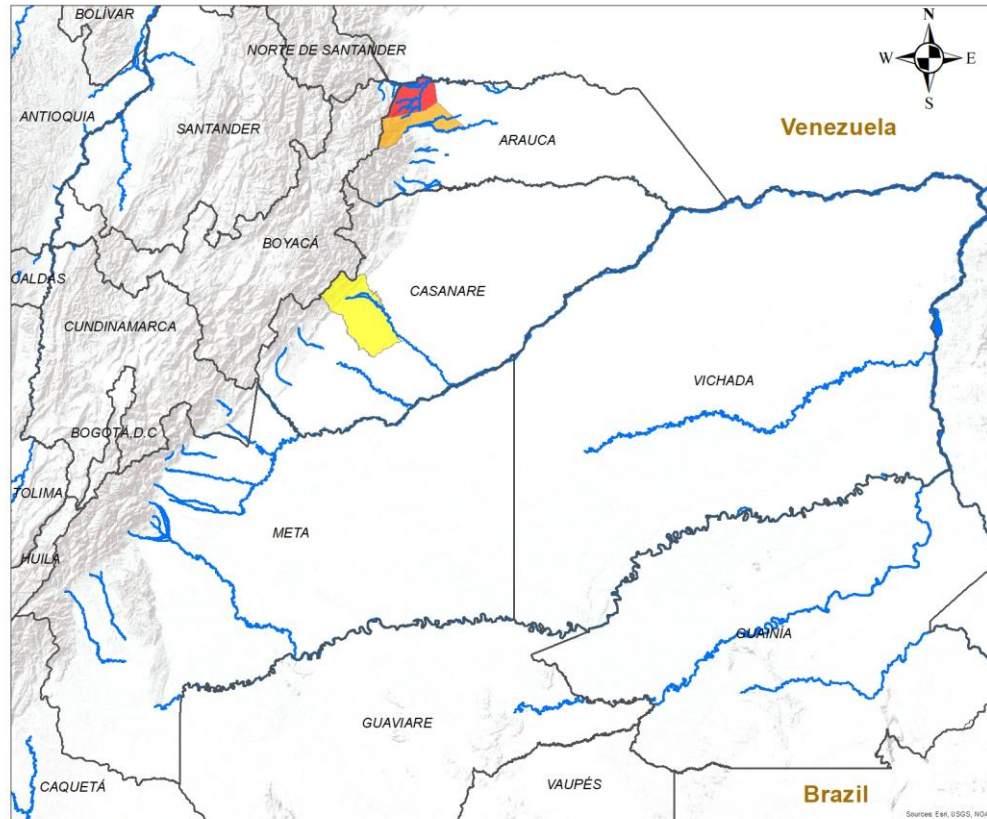 BOLÍVAR
N
NORTE DE SANTANDER
W
E
S
ANTIOQUIA
SANTANDER
ARAUCA
Venezuela
BOYACÁ
CALDAS
CASANARE
CUNDINAMARCA
VICHADA
BOGOTÁ D.C
TOLIMA
META
HUILA
GUAINÍA
GUAVIARE
CAQUETÁ
VAUPÉS
Brazil
Sources: Esri, USGS, NOA